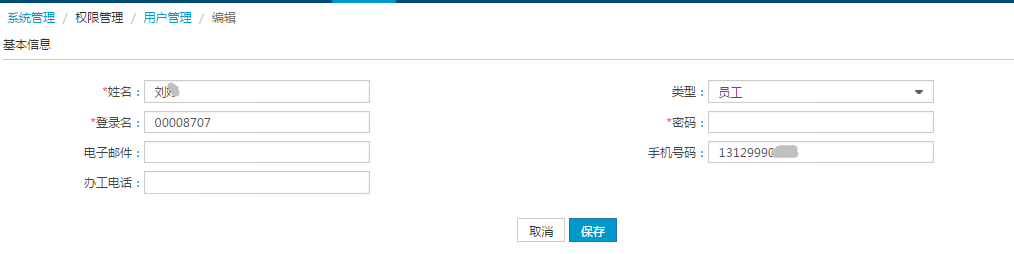 系统管理 / 权限管理 / 用户管理 / 编辑
基本信息
*姓名： 刘 类型： 员工
*登录名： 00008707 *密码：
电子邮件： 手机号码： 13129990
办工电话：
取消 保存